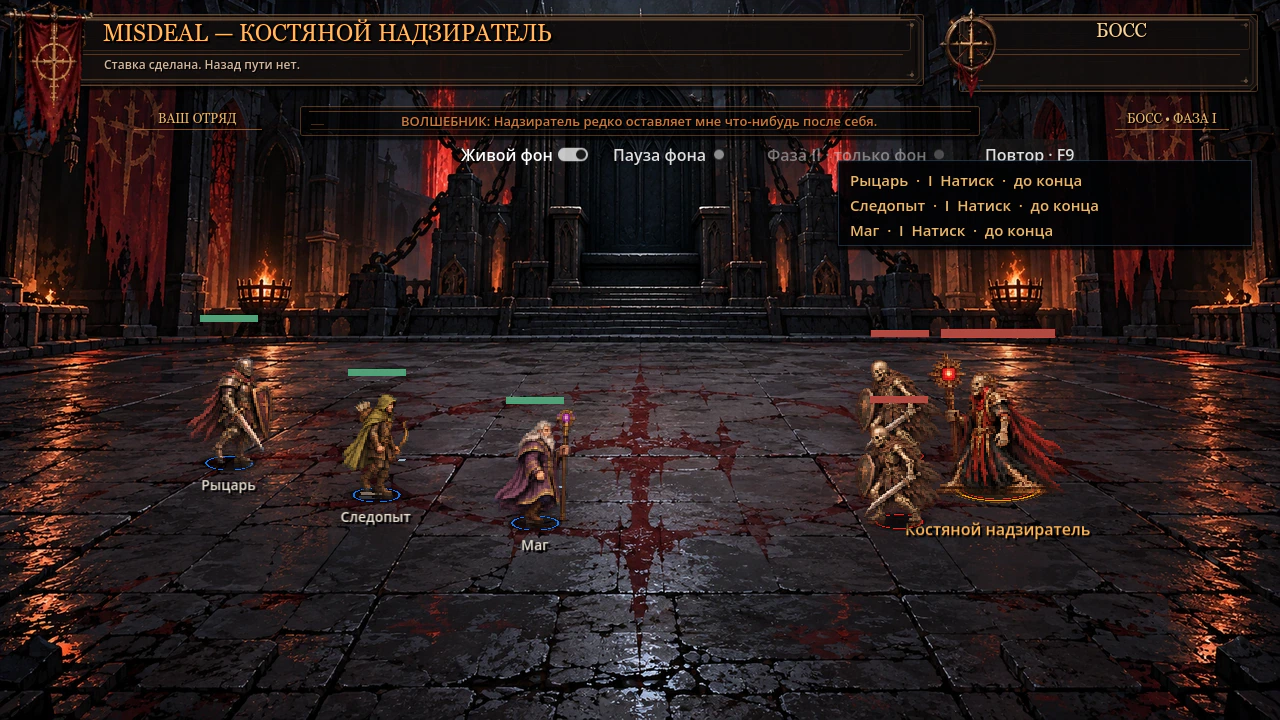 MISDEAL — КОСТЯНОЙ НАДЗИРАТЕЛЬ
Ставка сделана. Назад пути нет.
БОСС
ВАШ ОТРЯД
ВОЛШЕБНИК: Надзиратель редко оставляет мне что-нибудь после себя.
БОСС • ФАЗА I
Живой фон
Пауза фона
Фаза II · только фон
Повтор · F9
Рыцарь · I Натиск · до конца
Следопыт · I Натиск · до конца
Маг · I Натиск · до конца
Рыцарь
Следопыт
Маг
Костяной надзиратель